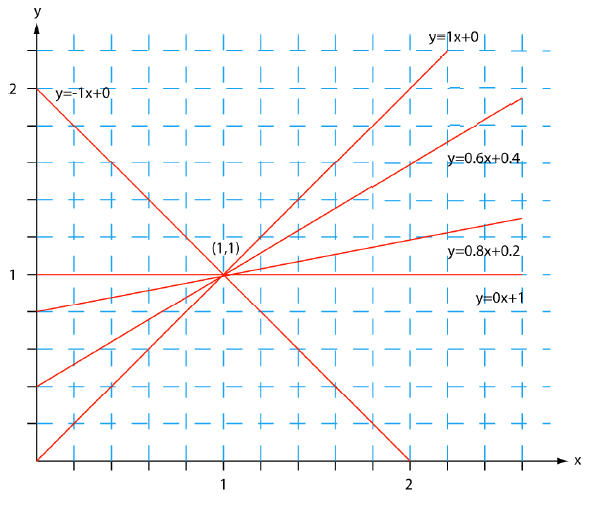 y
y=1x+0
2
y=-1x+0
y=0.6x+0.4
(1,1)
y=0.8x+0.2
1
y=0x+1
x
1
2